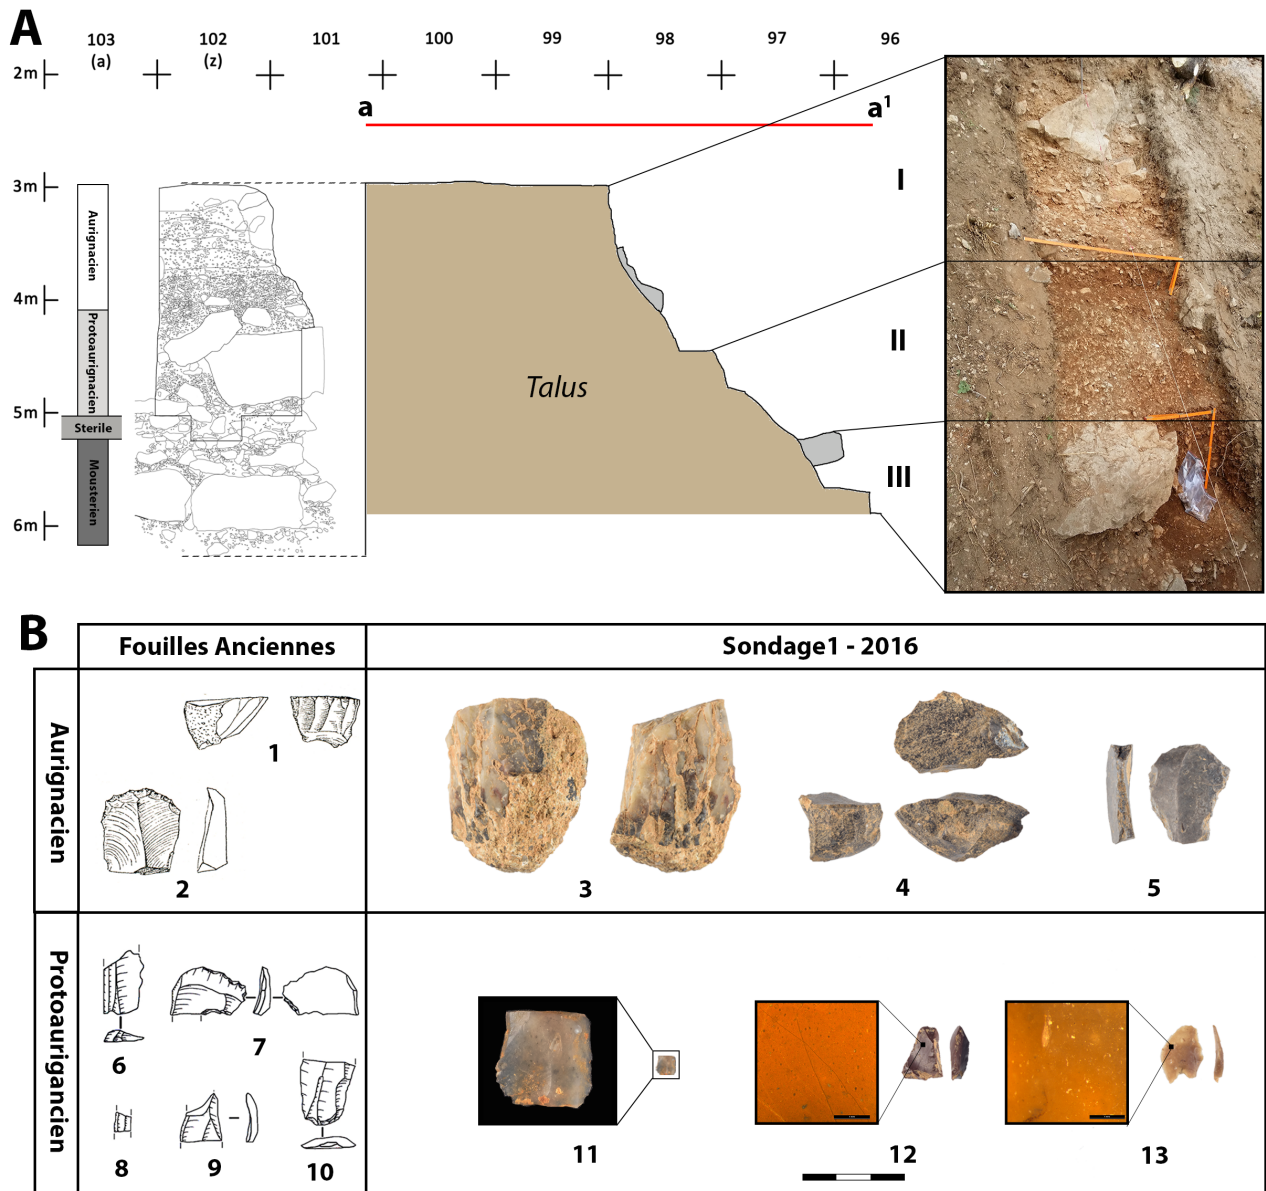 A
103 102 101 100 99 98 97 96
(a) (z)
2m
a a¹
3m
I
Aurignacien
4m
Protoaurignacien
II
Talus
5m
Sterile
III
Mousterien
6m
B
Fouilles Anciennes
Sondage1 - 2016
Aurignacien
1
2
3
4
5
Protoaurigancien
6
7
8
9
10
11
12
13